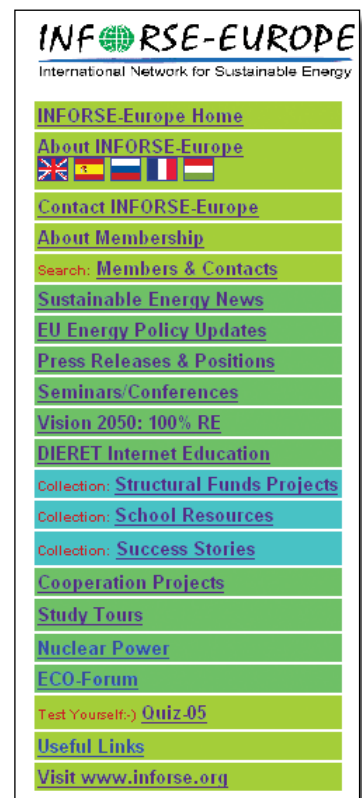 INFORSE-EUROPE
International Network for Sustainable Energy
INFORSE-Europe Home
About INFORSE-Europe
Contact INFORSE-Europe
About Membership
Search: Members & Contacts
Sustainable Energy News
EU Energy Policy Updates
Press Releases & Positions
Seminars/Conferences
Vision 2050: 100% RE
DIERET Internet Education
Collection: Structural Funds Projects
Collection: School Resources
Collection: Success Stories
Cooperation Projects
Study Tours
Nuclear Power
ECO-Forum
Test Yourself:-) Quiz-05
Useful Links
Visit www.inforse.org